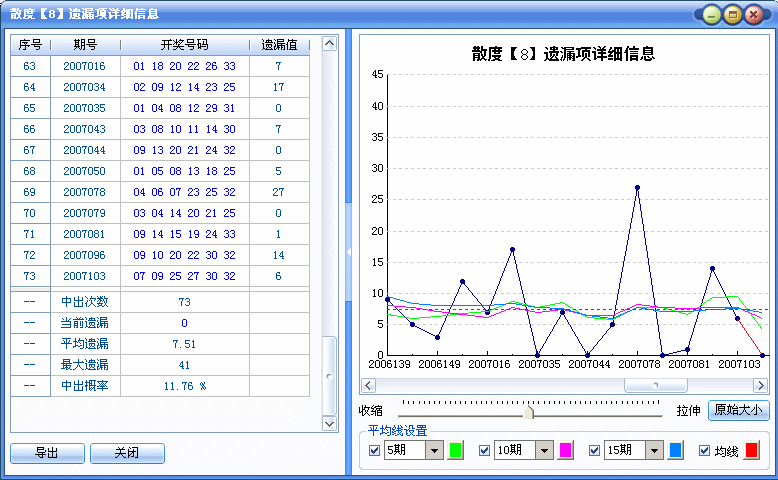 散度【8】遗漏项详细信息
序号 期号 开奖号码 遗漏值
63 2007016 01 18 20 22 26 33 7
64 2007034 02 09 12 14 23 25 17
65 2007035 01 04 08 12 29 31 0
66 2007043 03 08 10 11 14 30 7
67 2007044 09 13 20 21 24 32 0
68 2007050 01 05 08 13 18 25 5
69 2007078 04 06 07 23 25 32 27
70 2007079 03 04 14 20 21 25 0
71 2007081 09 14 15 19 24 33 1
72 2007096 09 10 20 22 30 32 14
73 2007103 07 09 25 27 30 32 6
-- 中出次数 73
-- 当前遗漏 0
-- 平均遗漏 7.51
-- 最大遗漏 41
-- 中出概率 11.76 %
导出 关闭
散度【8】遗漏项详细信息
45
40
35
30
25
20
15
10
5
0
2006139 2006149 2007016 2007035 2007044 2007078 2007081 2007103
收缩 拉伸 原始大小
平均线设置
5期 10期 15期 均线